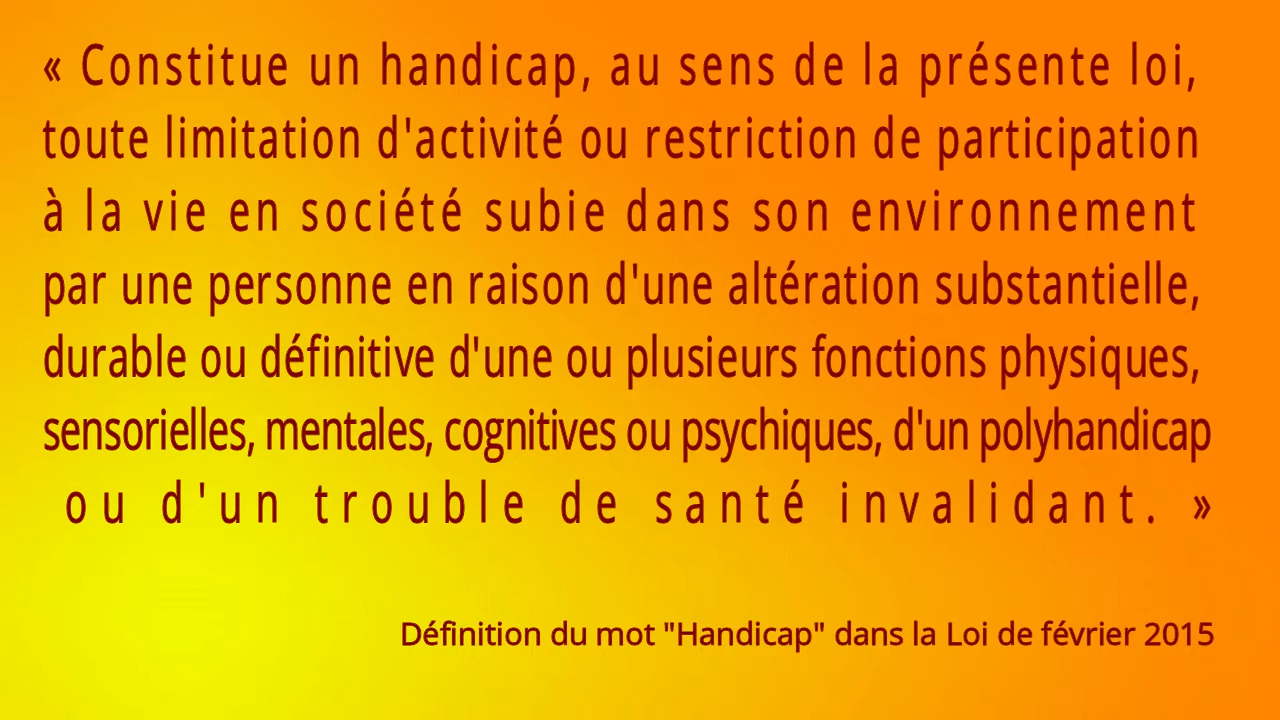 « Constitue un handicap, au sens de la présente loi,
toute limitation d'activité ou restriction de participation
à la vie en société subie dans son environnement
par une personne en raison d'une altération substantielle,
durable ou définitive d'une ou plusieurs fonctions physiques,
sensorielles, mentales, cognitives ou psychiques, d'un polyhandicap
ou d'un trouble de santé invalidant. »
Définition du mot "Handicap" dans la Loi de février 2015